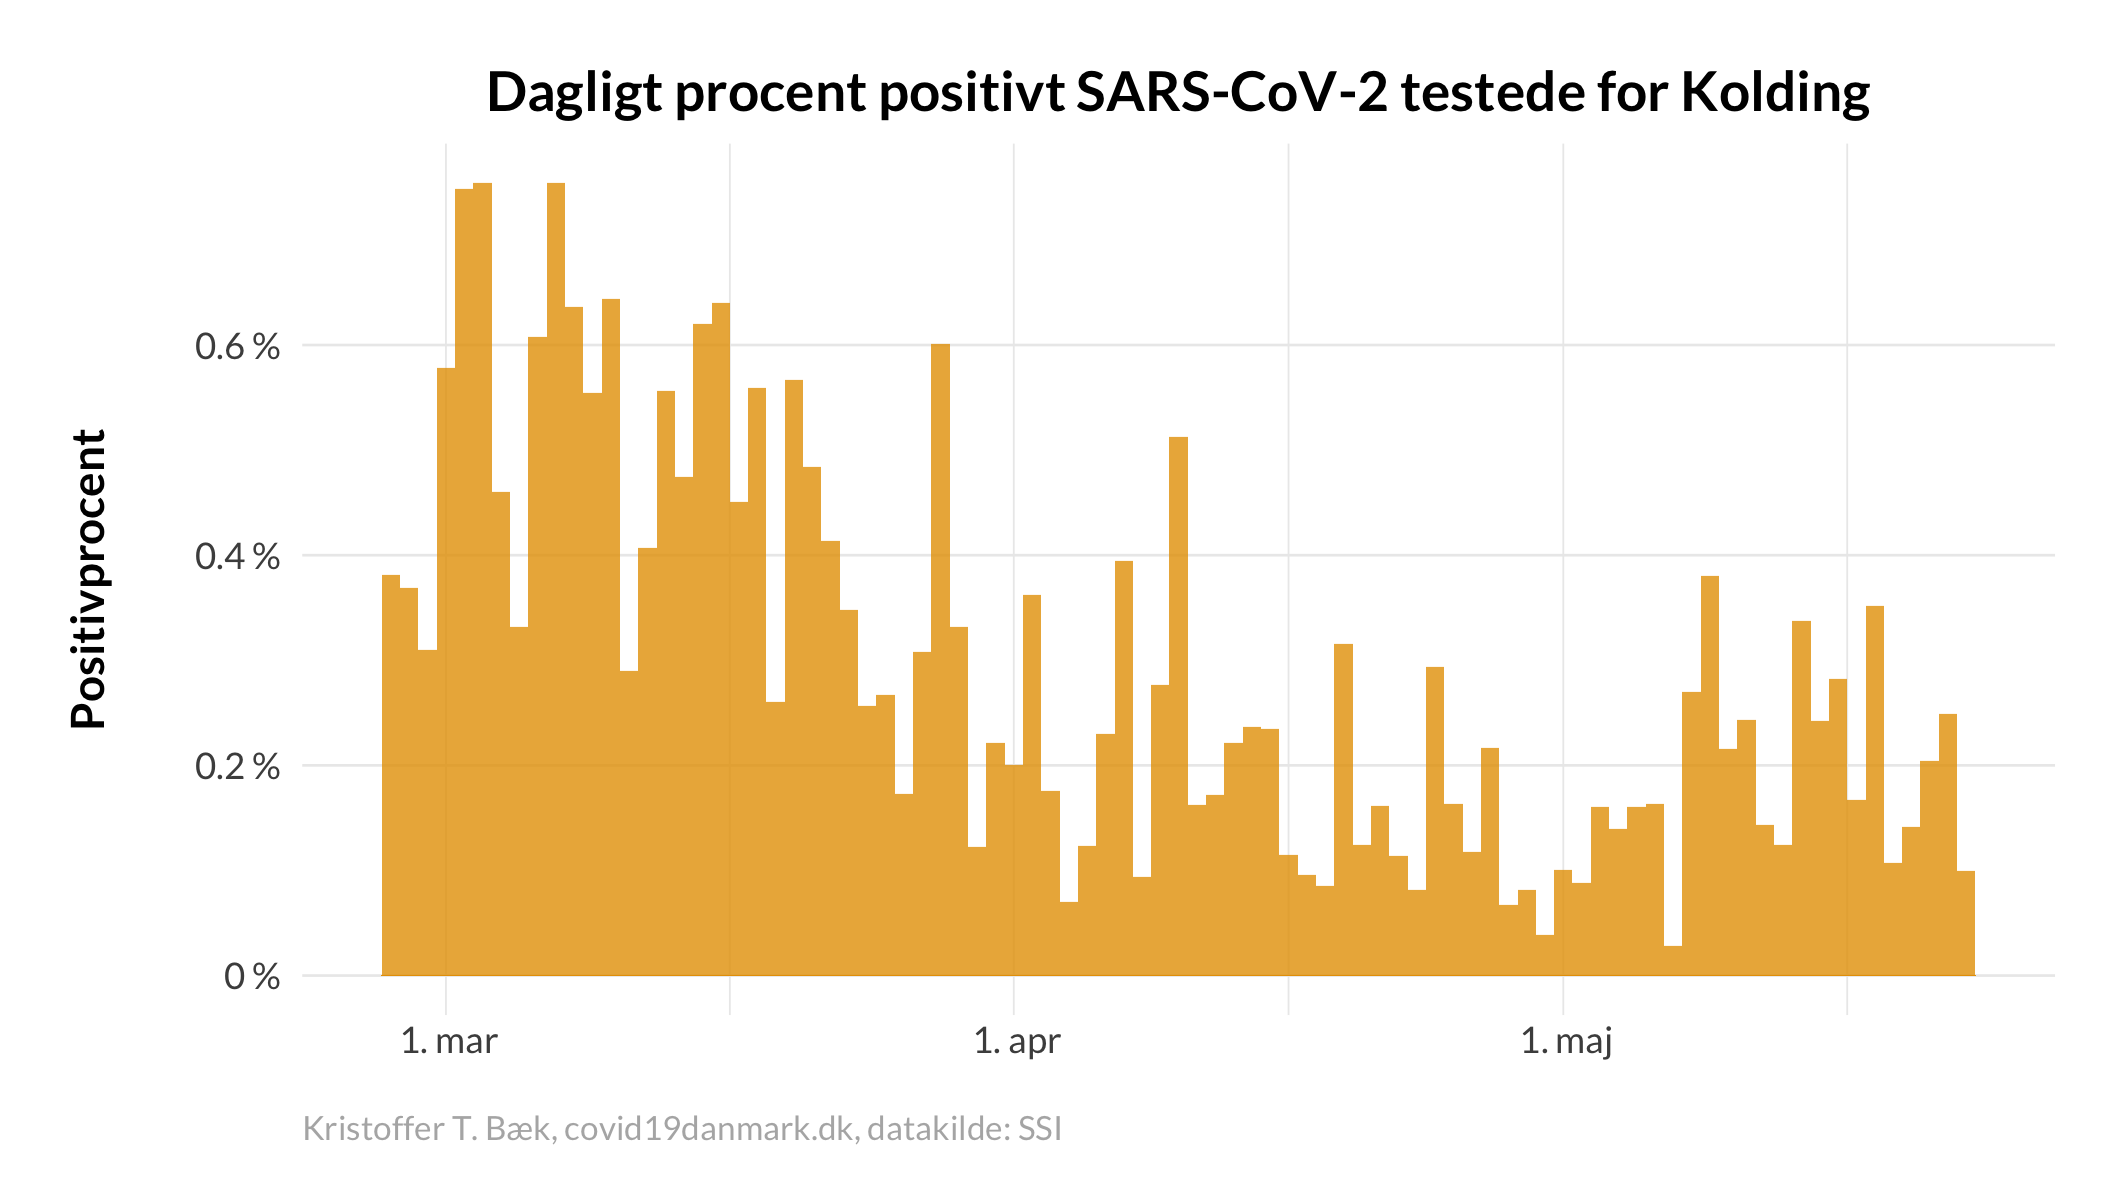 Dagligt procent positivt SARS-CoV-2 testede for Kolding
Positivprocent
0.6 %
0.4 %
0.2 %
0 %
1. mar
1. apr
1. maj
Kristoffer T. Bæk, covid19danmark.dk, datakilde: SSI